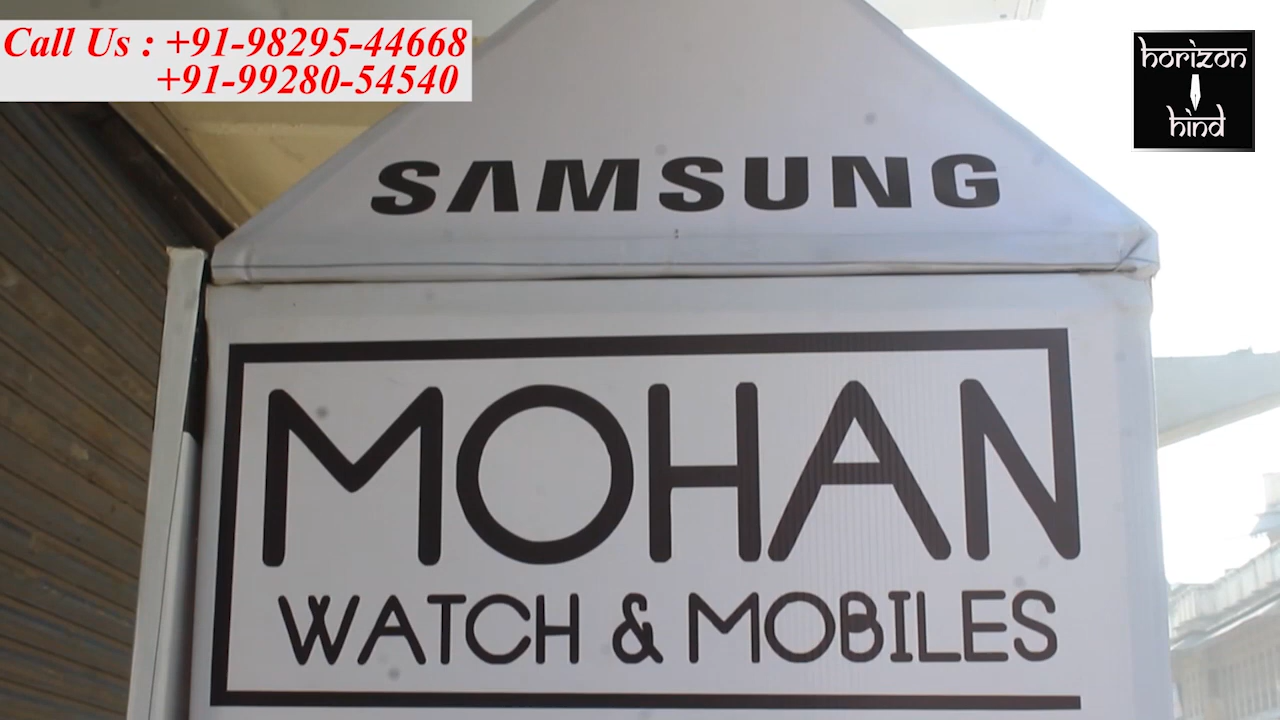 Call Us : +91-98295-44668
+91-99280-54540
horizon
hind
SAMSUNG
MOHAN
WATCH & MOBILES